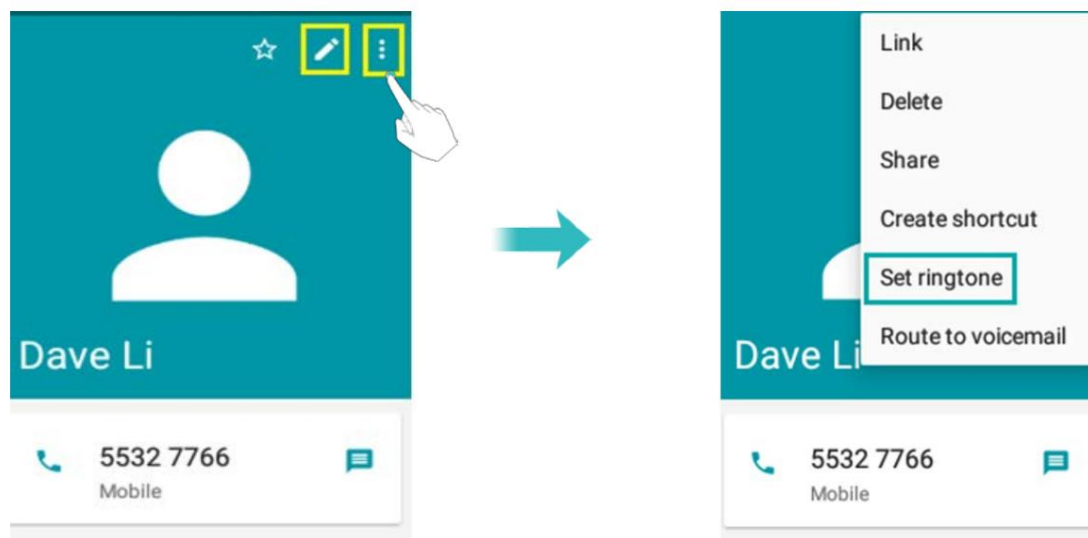 Dave Li
5532 7766
Mobile
Link
Delete
Share
Create shortcut
Set ringtone
Route to voicemail
Dave Li
5532 7766
Mobile